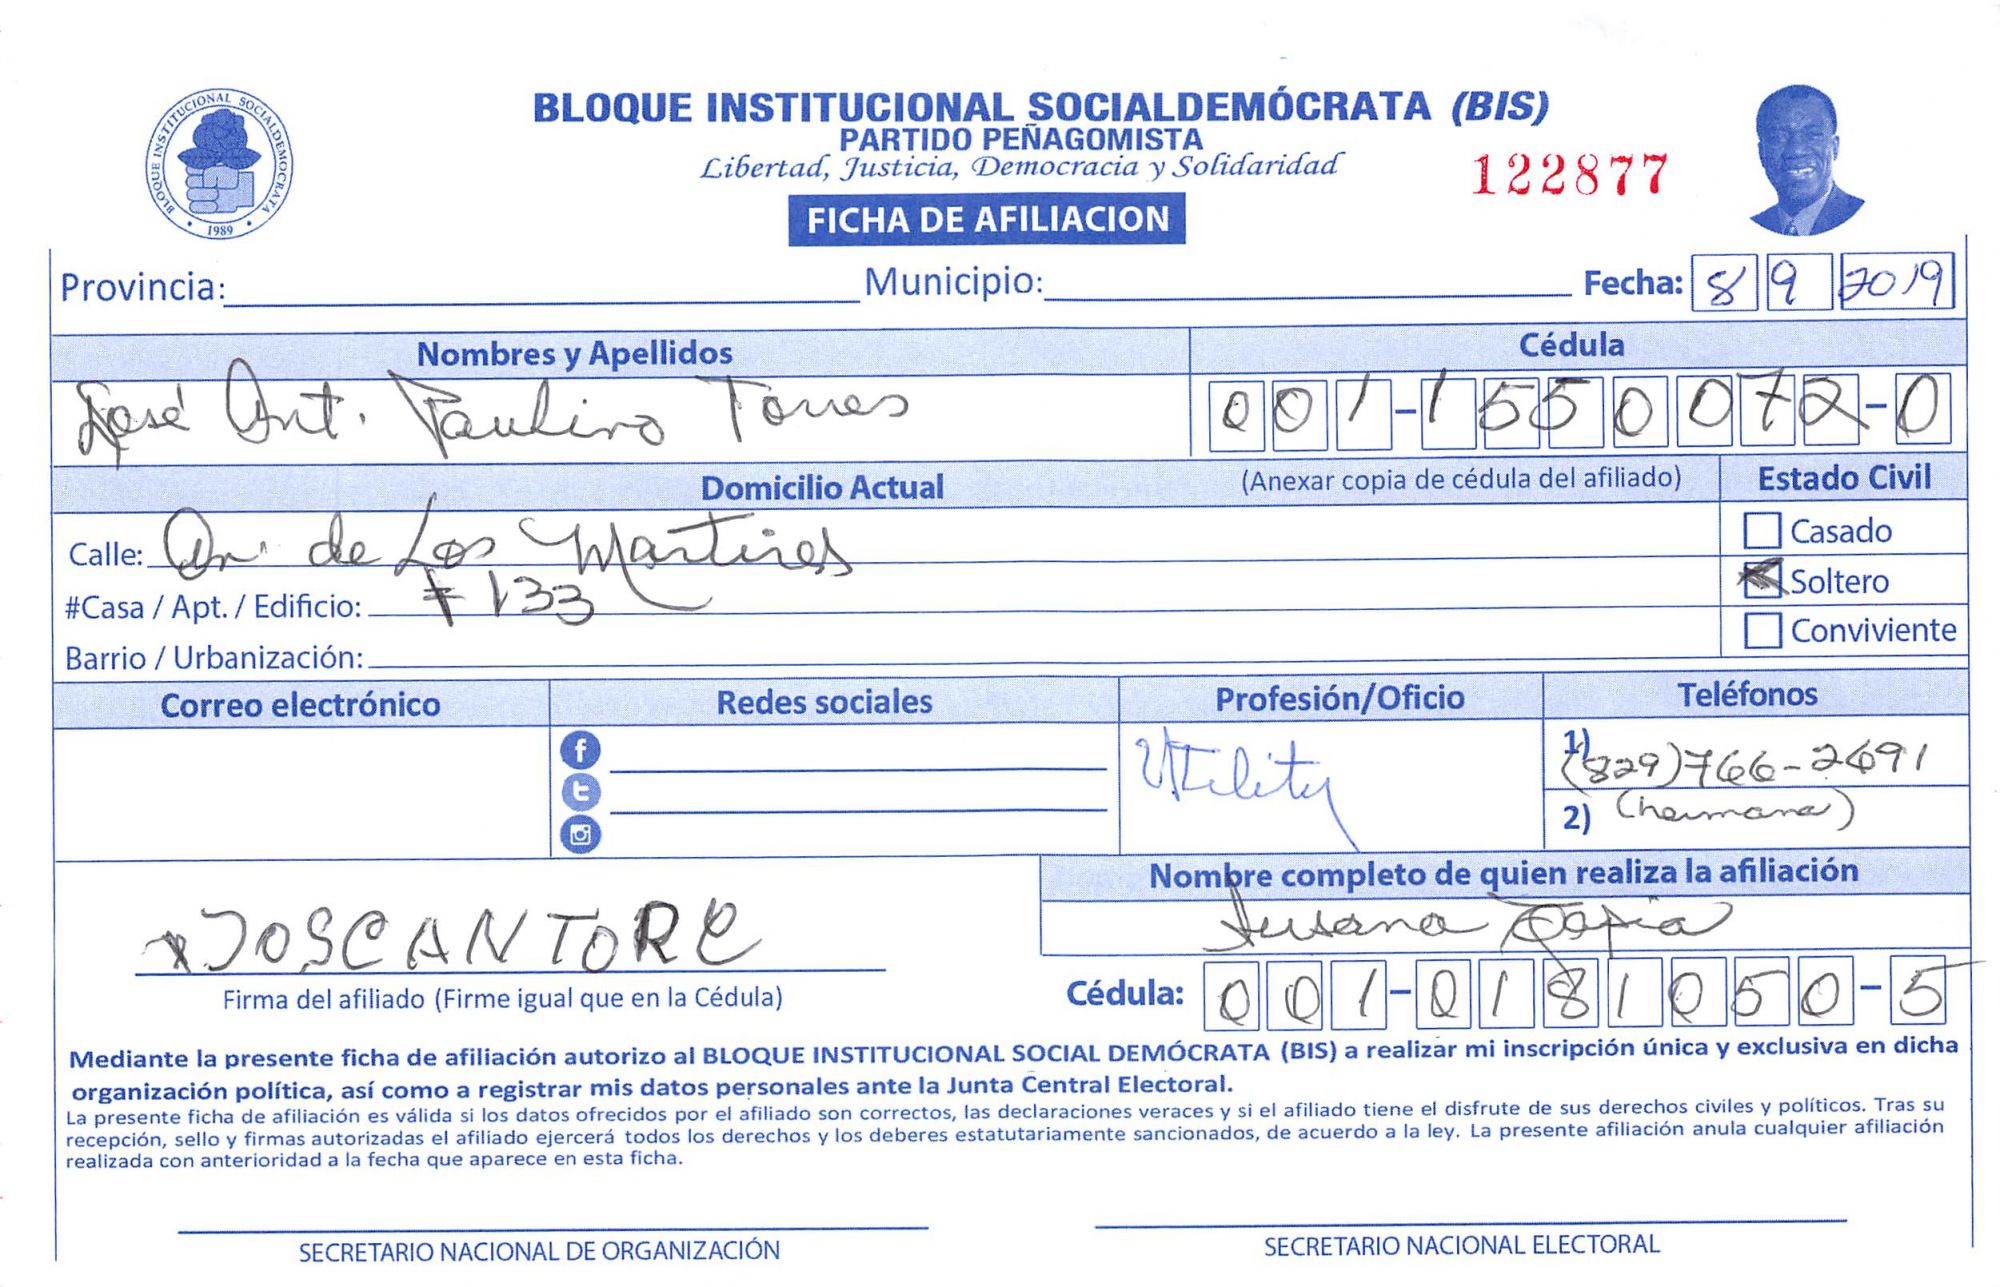 BLOQUE INSTITUCIONAL SOCIALDEMÓCRATA (BIS)
PARTIDO PEÑAGOMISTA
Libertad, Justicia, Democracia y Solidaridad
122877
BLOQUE INSTITUCIONAL SOCIALDEMOCRATA
1989
FICHA DE AFILIACION
Provincia: Municipio: Fecha: 8 9 2019
Nombres y Apellidos Cédula
José Ant. Paulino Torres 001-1550072-0
Domicilio Actual (Anexar copia de cédula del afiliado) Estado Civil
Calle: Av. de Los Martires Casado
#Casa / Apt. / Edificio: # 133 Soltero
Barrio / Urbanización: Conviviente
Correo electrónico Redes sociales Profesión/Oficio Teléfonos
Utility 1) (829)766-2691
2) (hermana)
Nombre completo de quien realiza la afiliación
Susana Tapia
JOSCANTORE
Firma del afiliado (Firme igual que en la Cédula) Cédula: 001-0181050-5
Mediante la presente ficha de afiliación autorizo al BLOQUE INSTITUCIONAL SOCIAL DEMÓCRATA (BIS) a realizar mi inscripción única y exclusiva en dicha
organización política, así como a registrar mis datos personales ante la Junta Central Electoral.
La presente ficha de afiliación es válida si los datos ofrecidos por el afiliado son correctos, las declaraciones veraces y si el afiliado tiene el disfrute de sus derechos civiles y políticos. Tras su
recepción, sello y firmas autorizadas el afiliado ejercerá todos los derechos y los deberes estatutariamente sancionados, de acuerdo a la ley. La presente afiliación anula cualquier afiliación
realizada con anterioridad a la fecha que aparece en esta ficha.
SECRETARIO NACIONAL DE ORGANIZACIÓN SECRETARIO NACIONAL ELECTORAL